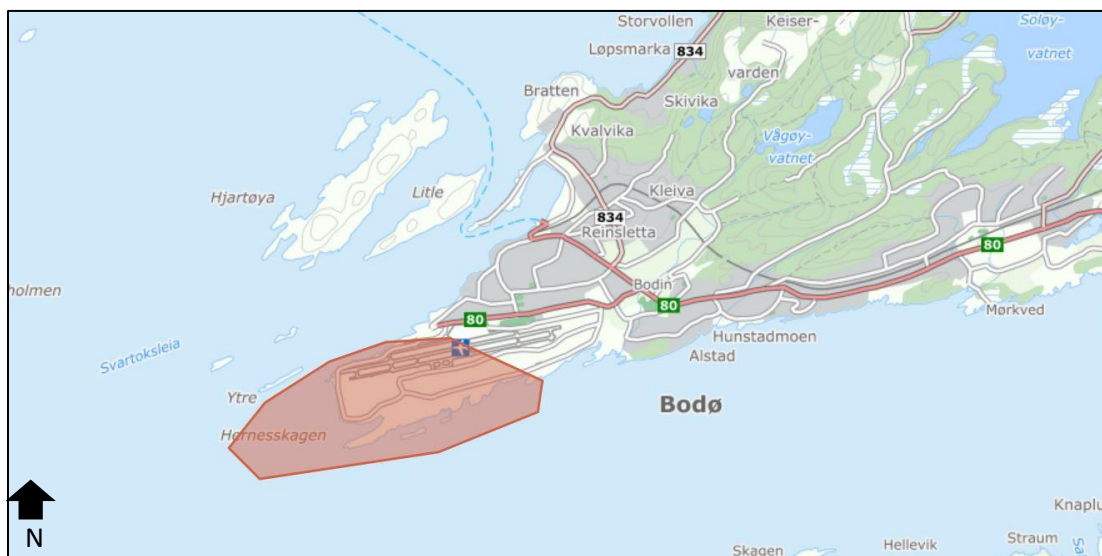 Storvollen
Keiser-
varden
Soløy-
vatnet
Løpsmarka
834
Bratten
Skivika
Kvalvika
Vågøy-
vatnet
Hjartøya
Litle
Kleiva
834
Reinsletta
80
holmen
Bodin
80
Mørkved
80
Hunstadmoen
Svartoksleia
Alstad
Ytre
Bodø
Hernesskagen
N
Knaplu
Straum
Hellevik
Skagen